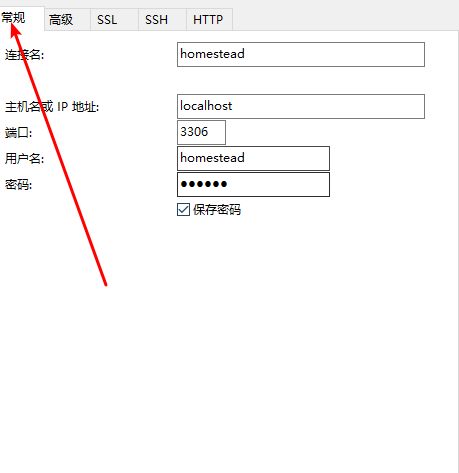 常规 高级 SSL SSH HTTP
连接名: homestead
主机名或 IP 地址: localhost
端口: 3306
用户名: homestead
密码: ●●●●●●
保存密码